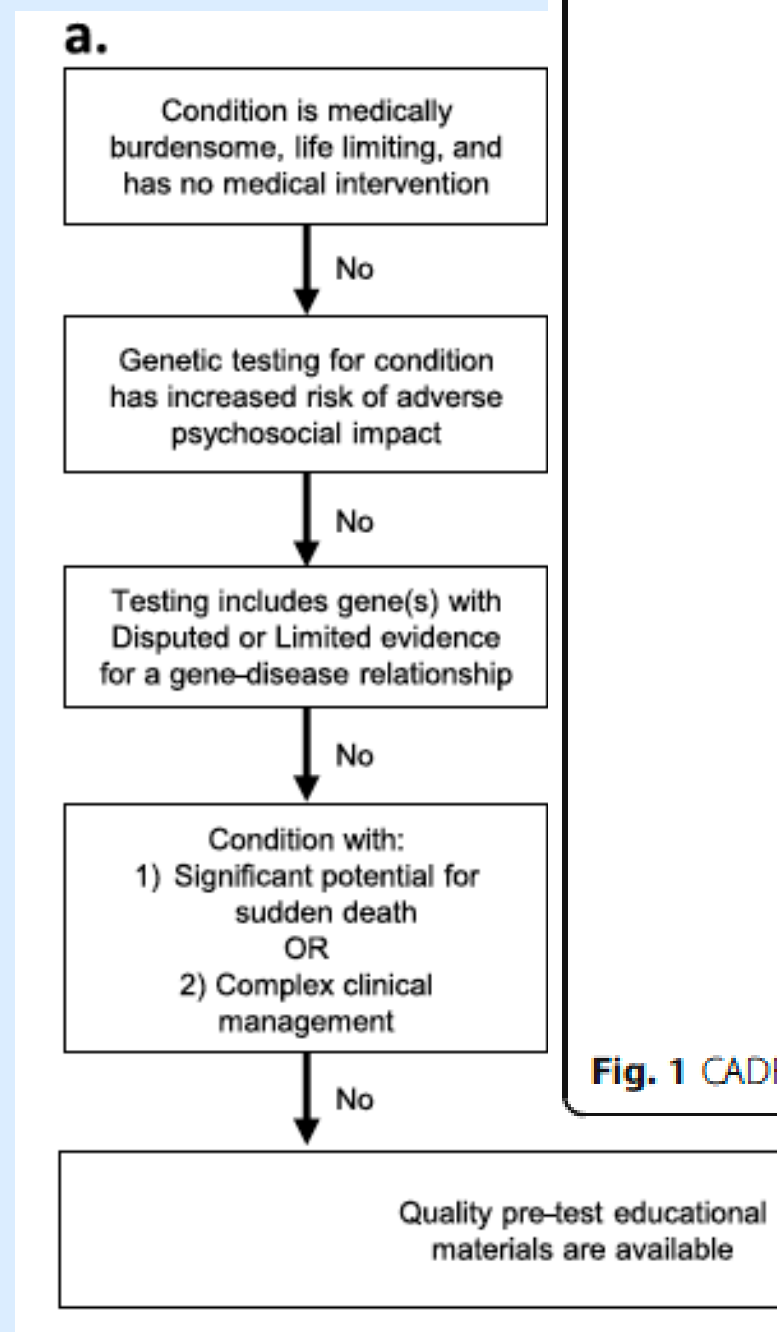 a.
Condition is medically
burdensome, life limiting, and
has no medical intervention
No
Genetic testing for condition
has increased risk of adverse
psychosocial impact
No
Testing includes gene(s) with
Disputed or Limited evidence
for a gene-disease relationship
No
Condition with:
1) Significant potential for
sudden death
OR
2) Complex clinical
management
No
Fig. 1
Quality pre-test educational
materials are available